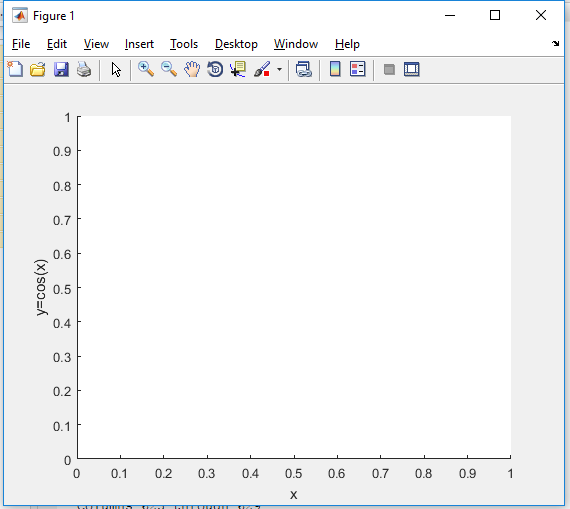 Figure 1
File Edit View Insert Tools Desktop Window Help
1
0.9
0.8
0.7
0.6
0.5
0.4
0.3
0.2
0.1
0
y=cos(x)
0 0.1 0.2 0.3 0.4 0.5 0.6 0.7 0.8 0.9 1
x